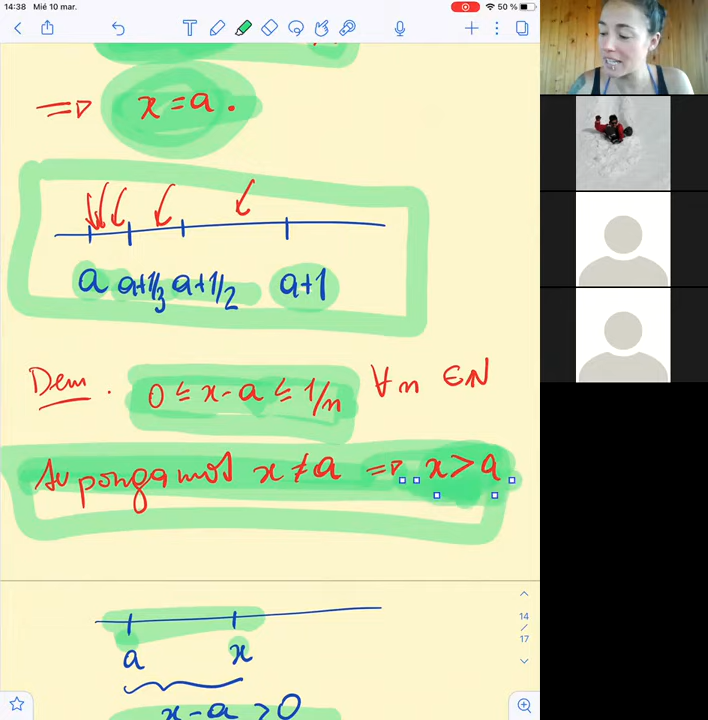 14:38 Mié 10 mar.
50 %
T
=> x = a .
a a+1/3 a+1/2 a+1
Dem . 0 ≤ x-a ≤ 1/n ∀n ∈ N
Supongamos x ≠ a => x > a
14
/
17
a x
x-a > 0